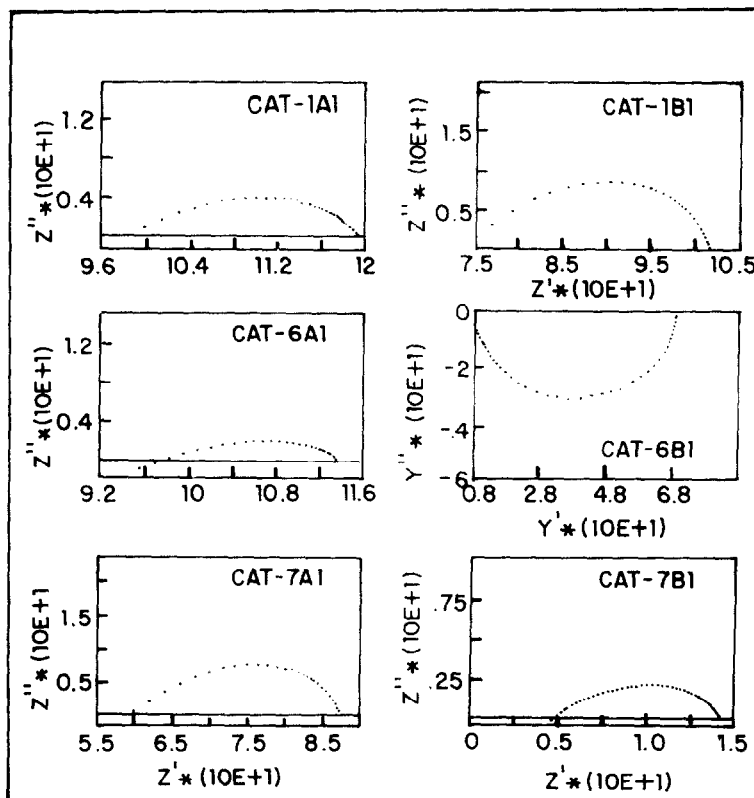 CAT-1A1
Z''*(10E+1)
1.2
0.4
9.6 10.4 11.2 12
CAT-1B1
Z''*(10E+1)
1.5
0.5
7.5 8.5 9.5 10.5
Z'*(10E+1)
CAT-6A1
Z''*(10E+1)
1.2
0.4
9.2 10 10.8 11.6
CAT-6B1
Y''*(10E+1)
0
-2
-.4
-6
0.8 2.8 4.8 6.8
Y'*(10E+1)
CAT-7A1
Z''*(10E+1)
1.5
0.5
5.5 6.5 7.5 8.5
Z'*(10E+1)
CAT-7B1
Z''*(10E+1)
.75
.25
0 0.5 1.0 1.5
Z'*(10E+1)